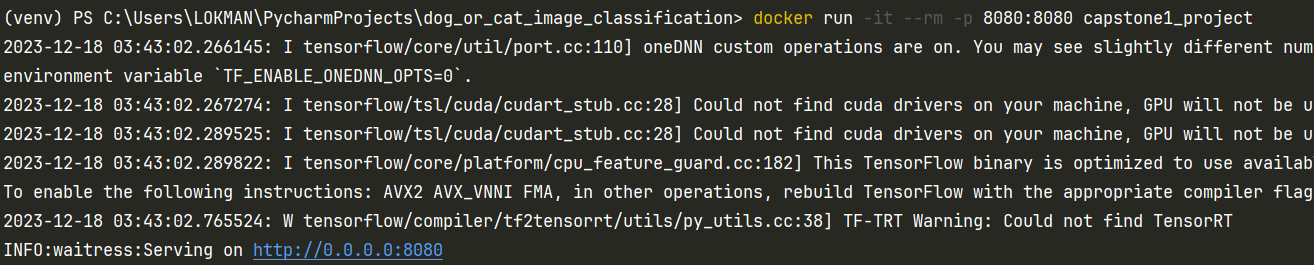 (venv) PS C:\Users\LOKMAN\PycharmProjects\dog_or_cat_image_classification> docker run -it --rm -p 8080:8080 capstone1_project
2023-12-18 03:43:02.266145: I tensorflow/core/util/port.cc:110] oneDNN custom operations are on. You may see slightly different num
environment variable `TF_ENABLE_ONEDNN_OPTS=0`.
2023-12-18 03:43:02.267274: I tensorflow/tsl/cuda/cudart_stub.cc:28] Could not find cuda drivers on your machine, GPU will not be u
2023-12-18 03:43:02.289525: I tensorflow/tsl/cuda/cudart_stub.cc:28] Could not find cuda drivers on your machine, GPU will not be u
2023-12-18 03:43:02.289822: I tensorflow/core/platform/cpu_feature_guard.cc:182] This TensorFlow binary is optimized to use availab
To enable the following instructions: AVX2 AVX_VNNI FMA, in other operations, rebuild TensorFlow with the appropriate compiler flag
2023-12-18 03:43:02.765524: W tensorflow/compiler/tf2tensorrt/utils/py_utils.cc:38] TF-TRT Warning: Could not find TensorRT
INFO:waitress:Serving on http://0.0.0.0:8080